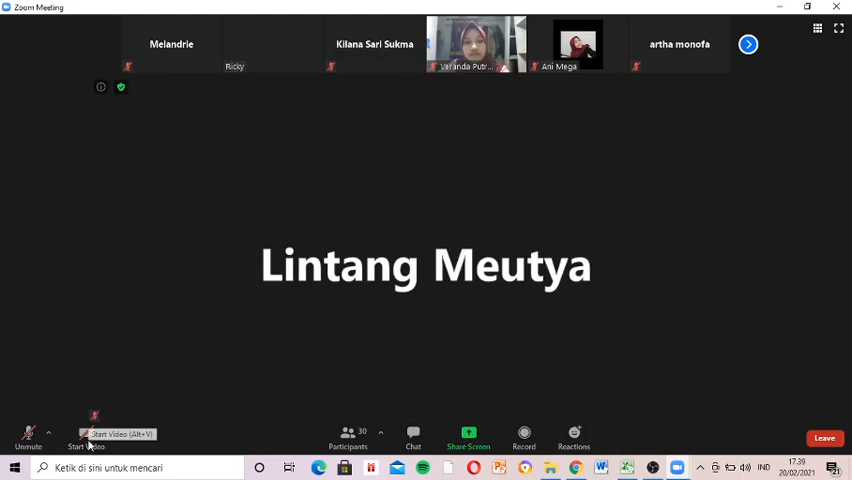 Zoom Meeting
Melandrie
Ricky
Kilana Sari Sukma
Veranda Putr...
Ani Mega
artha monofa
Lintang Meutya
Start Video (Alt+V)
Unmute
Start Video
30
Participants
Chat
Share Screen
Record
Reactions
Leave
Ketik di sini untuk mencari
IND
17.39
20/02/2021
21